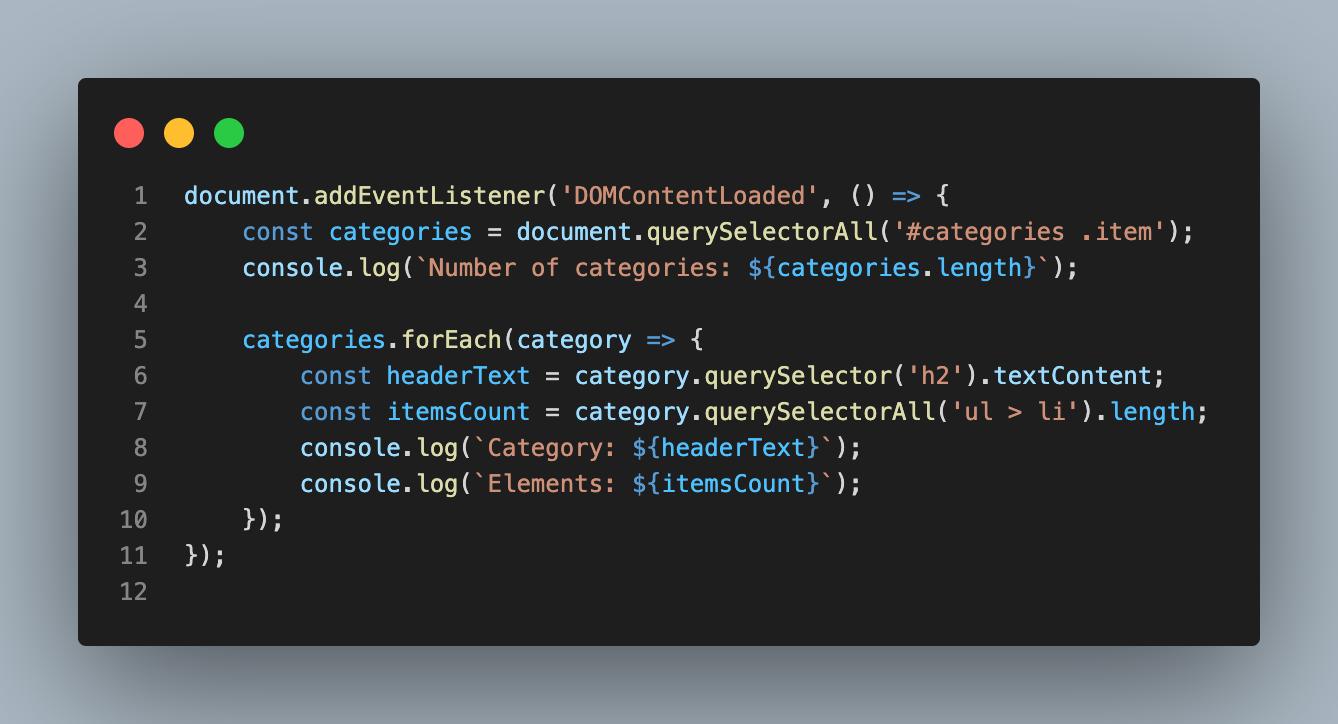 1 document.addEventListener('DOMContentLoaded', () => {
2     const categories = document.querySelectorAll('#categories .item');
3     console.log(`Number of categories: ${categories.length}`);
4
5     categories.forEach(category => {
6         const headerText = category.querySelector('h2').textContent;
7         const itemsCount = category.querySelectorAll('ul > li').length;
8         console.log(`Category: ${headerText}`);
9         console.log(`Elements: ${itemsCount}`);
10     });
11 });
12